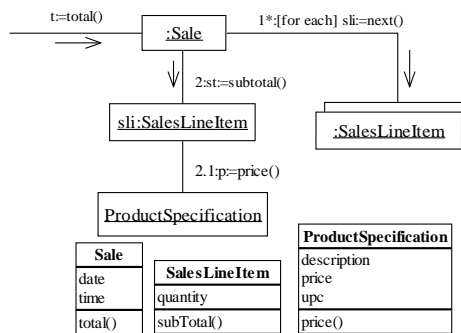 t:=total()
:Sale
1*:[for each] sli:=next()
2:st:=subtotal()
sli:SalesLineItem
:SalesLineItem
2.1:p:=price()
ProductSpecification
Sale
date
time
total()
SalesLineItem
quantity
subTotal()
ProductSpecification
description
price
upc
price()